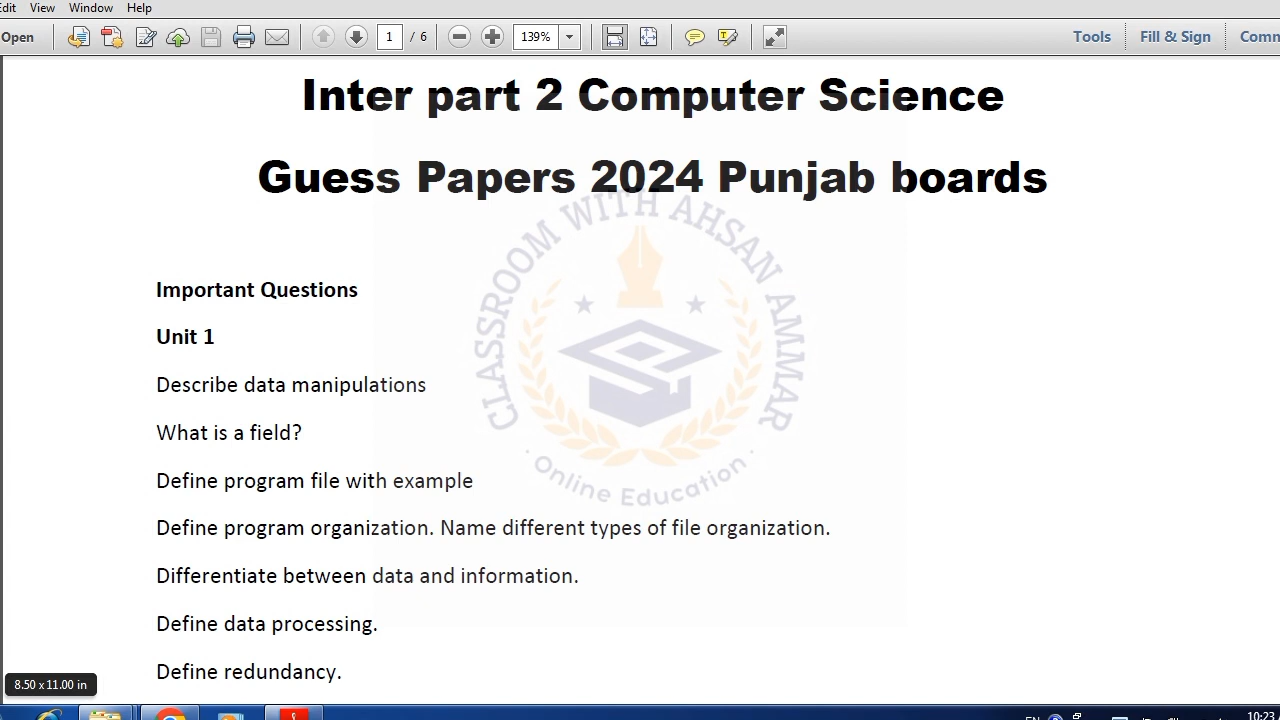 Edit View Window Help
Open 1 / 6 139% Tools Fill & Sign Comm
Inter part 2 Computer Science
Guess Papers 2024 Punjab boards
CLASSROOM WITH AHSAN AMMAR
· Online Education ·
Important Questions
Unit 1
Describe data manipulations
What is a field?
Define program file with example
Define program organization. Name different types of file organization.
Differentiate between data and information.
Define data processing.
Define redundancy.
8.50 x 11.00 in
EN 10:23